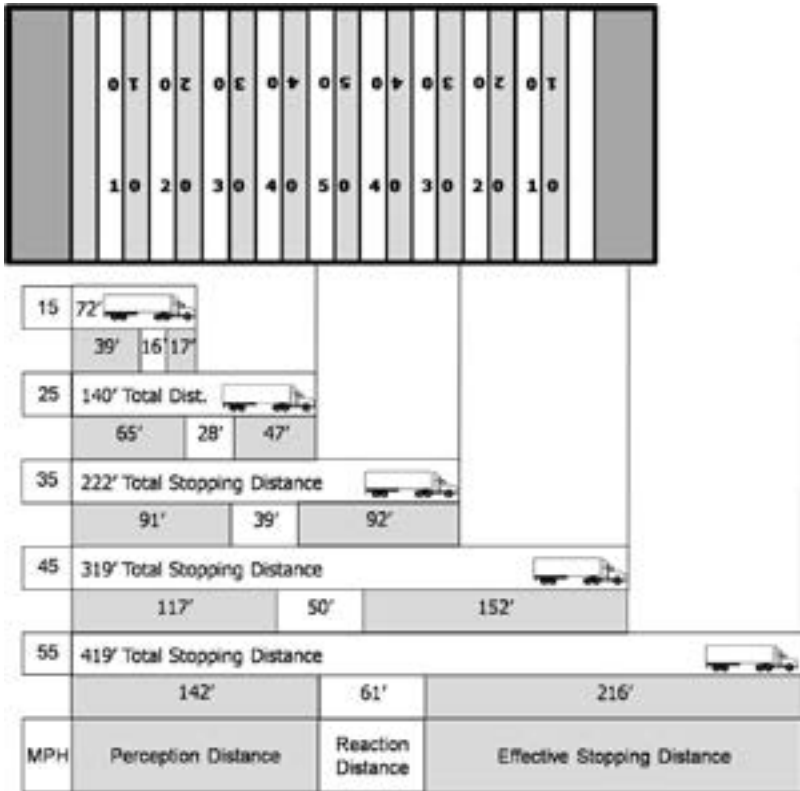 0 1 0 2 0 3 0 4 0 5 0 4 0 3 0 2 0 1
1 0 2 0 3 0 4 0 5 0 4 0 3 0 2 0 1 0
15 72'
39' 16' 17'
25 140' Total Dist.
65' 28' 47'
35 222' Total Stopping Distance
91' 39' 92'
45 319' Total Stopping Distance
117' 50' 152'
55 419' Total Stopping Distance
142' 61' 216'
MPH Perception Distance Reaction Distance Effective Stopping Distance